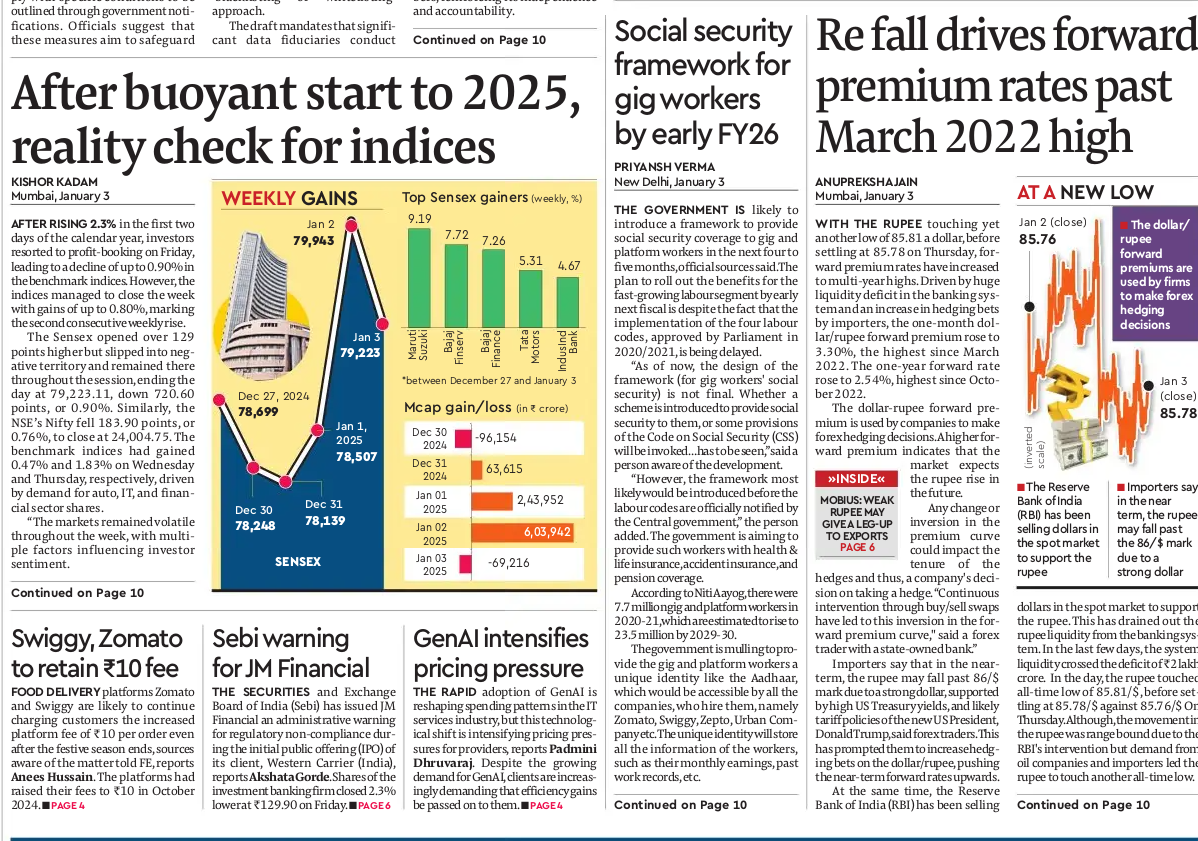 outlined through government noti-
fications. Officials suggest that
these measures aim to safeguard
approach.
The draft mandates that signifi-
cant data fiduciaries conduct
and accountability.
Continued on Page 10
After buoyant start to 2025,
reality check for indices
KISHOR KADAM
Mumbai, January 3
AFTER RISING 2.3% in the first two
days of the calendar year, investors
resorted to profit-booking on Friday,
leading to a decline of up to 0.90% in
the benchmark indices. However, the
indices managed to close the week
with gains of up to 0.80%, marking
the second consecutive weekly rise.
The Sensex opened over 129
points higher but slipped into neg-
ative territory and remained there
throughout the session, ending the
day at 79,223.11, down 720.60
points, or 0.90%. Similarly, the
NSE's Nifty fell 183.90 points, or
0.76%, to close at 24,004.75. The
benchmark indices had gained
0.47% and 1.83% on Wednesday
and Thursday, respectively, driven
by demand for auto, IT, and finan-
cial sector shares.
"The markets remained volatile
throughout the week, with multi-
ple factors influencing investor
sentiment.
Continued on Page 10
WEEKLY GAINS
Jan 2
79,943
Jan 3
79,223
Dec 27, 2024
78,699
Jan 1,
2025
78,507
Dec 31
78,139
Dec 30
78,248
SENSEX
Top Sensex gainers (weekly, %)
9.19
7.72
7.26
5.31
4.67
Maruti
Suzuki
Bajaj
Finserv
Bajaj
Finance
Tata
Motors
IndusInd
Bank
*between December 27 and January 3
Mcap gain/loss (in ₹ crore)
Dec 30
2024
-96,154
Dec 31
2024
63,615
Jan 01
2025
2,43,952
Jan 02
2025
6,03,942
Jan 03
2025
-69,216
Swiggy, Zomato
to retain ₹10 fee
FOOD DELIVERY platforms Zomato
and Swiggy are likely to continue
charging customers the increased
platform fee of ₹10 per order even
after the festive season ends, sources
aware of the matter told FE, reports
Anees Hussain. The platforms had
raised their fees to ₹10 in October
2024. ■ PAGE 4
Sebi warning
for JM Financial
THE SECURITIES and Exchange
Board of India (Sebi) has issued JM
Financial an administrative warning
for regulatory non-compliance dur-
ing the initial public offering (IPO) of
its client, Western Carrier (India),
reports Akshata Gorde. Shares of the
investment banking firm closed 2.3%
lower at ₹129.90 on Friday. ■ PAGE 6
GenAI intensifies
pricing pressure
THE RAPID adoption of GenAI is
reshaping spending patterns in the IT
services industry, but this technolog-
ical shift is intensifying pricing pres-
sures for providers, reports Padmini
Dhruvaraj. Despite the growing
demand for GenAI, clients are increas-
ingly demanding that efficiency gains
be passed on to them. ■ PAGE 4
Social security
framework for
gig workers
by early FY26
PRIYANSH VERMA
New Delhi, January 3
THE GOVERNMENT IS likely to
introduce a framework to provide
social security coverage to gig and
platform workers in the next four to
five months, official sources said. The
plan to roll out the benefits for the
fast-growing labour segment by early
next fiscal is despite the fact that the
implementation of the four labour
codes, approved by Parliament in
2020/2021, is being delayed.
"As of now, the design of the
framework (for gig workers' social
security) is not final. Whether a
scheme is introduced to provide social
security to them, or some provisions
of the Code on Social Security (CSS)
will be invoked...has to be seen," said a
person aware of the development.
"However, the framework most
likely would be introduced before the
labour codes are officially notified by
the Central government," the person
added. The government is aiming to
provide such workers with health &
life insurance, accident insurance, and
pension coverage.
According to Niti Aayog, there were
7.7 million gig and platform workers in
2020-21, which are estimated to rise to
23.5 million by 2029-30.
The government is mulling to pro-
vide the gig and platform workers a
unique identity like the Aadhaar,
which would be accessible by all the
companies, who hire them, namely
Zomato, Swiggy, Zepto, Urban Com-
pany etc. The unique identity will store
all the information of the workers,
such as their monthly earnings, past
work records, etc.
Continued on Page 10
Re fall drives forward
premium rates past
March 2022 high
ANUPREKSHA JAIN
Mumbai, January 3
WITH THE RUPEE touching yet
another low of 85.81 a dollar, before
settling at 85.78 on Thursday, for-
ward premium rates have increased
to multi-year highs. Driven by huge
liquidity deficit in the banking sys-
tem and an increase in hedging bets
by importers, the one-month dol-
lar/rupee forward premium rose to
3.30%, the highest since March
2022. The one-year forward rate
rose to 2.54%, highest since Octo-
ber 2022.
The dollar-rupee forward pre-
mium is used by companies to make
forex hedging decisions. A higher for-
ward premium indicates that the
market expects
the rupee rise in
the future.
Any change or
inversion in the
premium curve
could impact the
tenure of the
hedges and thus, a company's deci-
sion on taking a hedge. "Continuous
intervention through buy/sell swaps
have led to this inversion in the for-
ward premium curve," said a forex
trader with a state-owned bank."
Importers say that in the near-
term, the rupee may fall past 86/$
mark due to a strong dollar, supported
by high US Treasury yields, and likely
tariff policies of the new US President,
Donald Trump, said forex traders. This
has prompted them to increase hedg-
ing bets on the dollar/rupee, pushing
the near-term forward rates upwards.
At the same time, the Reserve
Bank of India (RBI) has been selling
»INSIDE«
MOBIUS: WEAK
RUPEE MAY
GIVE A LEG-UP
TO EXPORTS
PAGE 6
AT A NEW LOW
Jan 2 (close)
85.76
■ The dollar/
rupee
forward
premiums are
used by firms
to make forex
hedging
decisions
Jan 3
(close)
85.78
(inverted
scale)
■ The Reserve
Bank of India
(RBI) has been
selling dollars in
the spot market
to support the
rupee
■ Importers say
in the near
term, the rupee
may fall past
the 86/$ mark
due to a
strong dollar
dollars in the spot market to support
the rupee. This has drained out the
rupee liquidity from the banking sys-
tem. In the last few days, the system
liquidity crossed the deficit of ₹2 lakh
crore. In the day, the rupee touched
all-time low of 85.81/$, before set-
tling at 85.78/$ against 85.76/$ On
Thursday. Although, the movement in
the rupee was range bound due to the
RBI's intervention but demand from
oil companies and importers led the
rupee to touch another all-time low.
Continued on Page 10